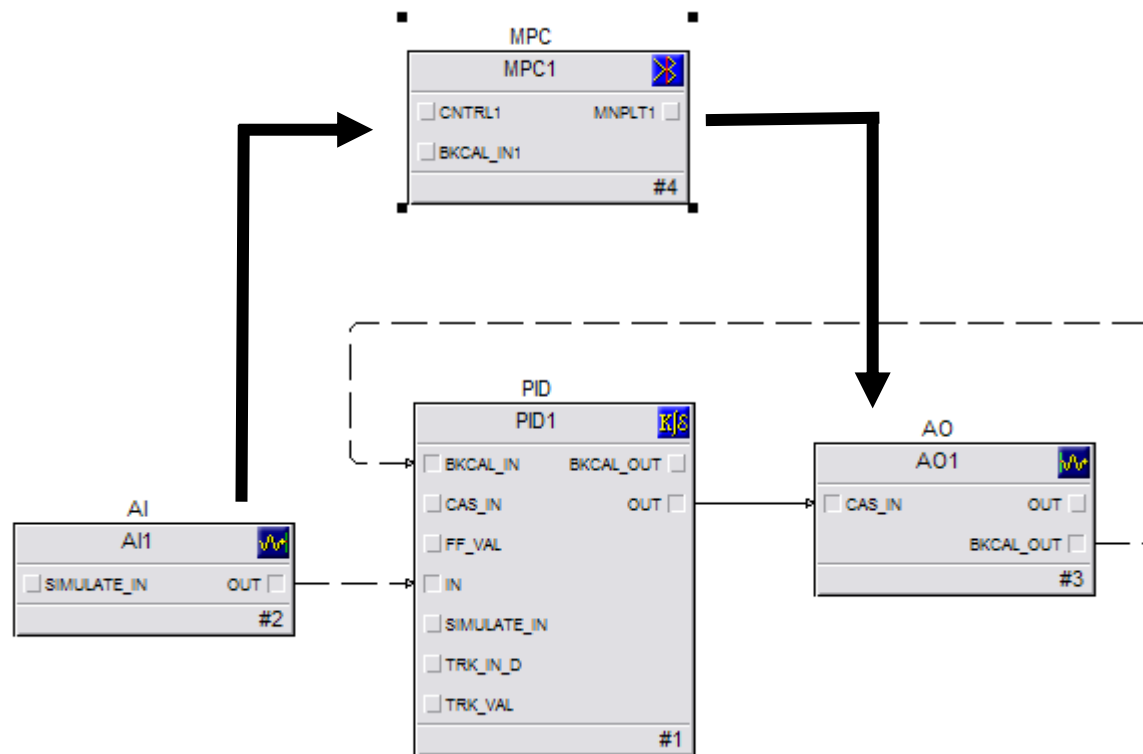 MPC
MPC1
CNTRL1 MNPLT1
BKCAL_IN1
#4
PID
PID1
K∫δ
BKCAL_IN BKCAL_OUT
CAS_IN OUT
FF_VAL
IN
SIMULATE_IN
TRK_IN_D
TRK_VAL
#1
AI
AI1
SIMULATE_IN OUT
#2
AO
AO1
CAS_IN OUT
BKCAL_OUT
#3